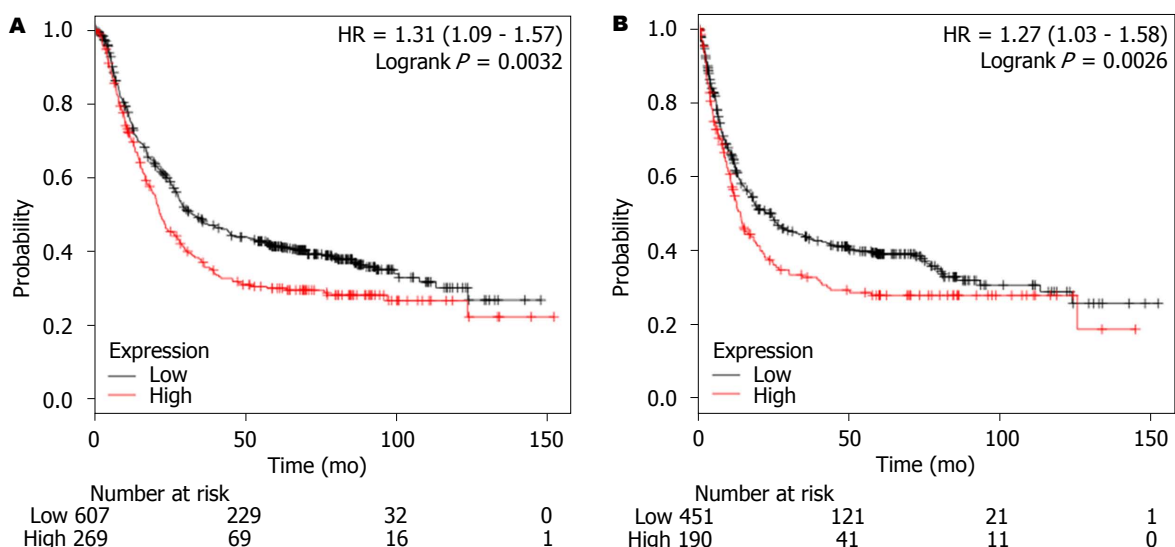 A
HR = 1.31 (1.09 - 1.57)
Logrank P = 0.0032
Probability
1.0
0.8
0.6
0.4
0.2
0.0
Expression
Low
High
0 50 100 150
Time (mo)
Number at risk
Low 607 229 32 0
High 269 69 16 1
B
HR = 1.27 (1.03 - 1.58)
Logrank P = 0.0026
Probability
1.0
0.8
0.6
0.4
0.2
0.0
Expression
Low
High
0 50 100 150
Time (mo)
Number at risk
Low 451 121 21 1
High 190 41 11 0